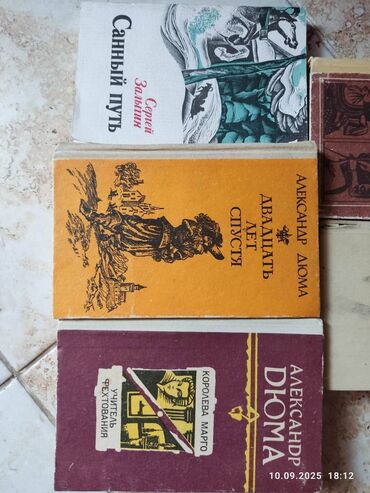 Сергей
Залыгин
Санный путь
АЛЕКСАНДР ДЮМА
ДВАДЦАТЬ
ЛЕТ
СПУСТЯ
АЛЕКСАНДР
ДЮМА
КОРОЛЕВА МАРГО
УЧИТЕЛЬ
ФЕХТОВАНИЯ
10.09.2025 18:12